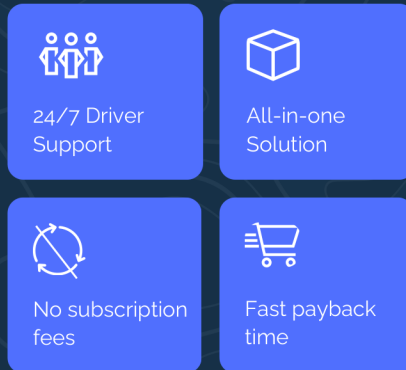 24/7 Driver
Support
All-in-one
Solution
No subscription
fees
Fast payback
time